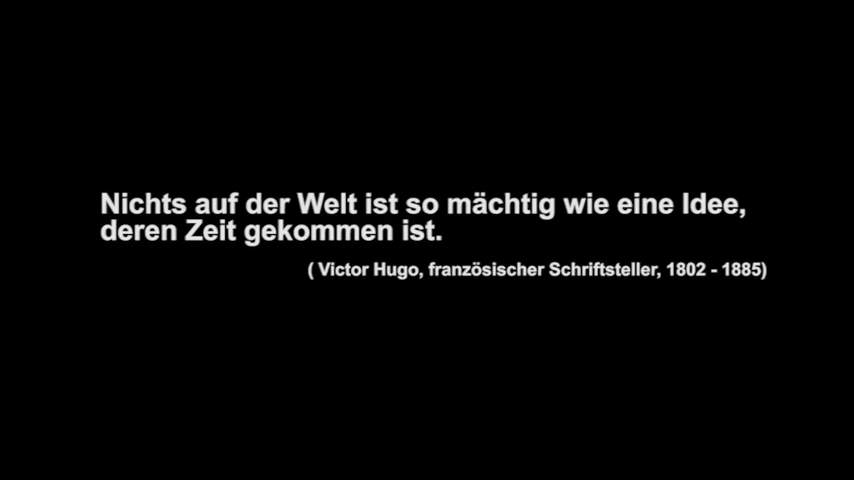 Nichts auf der Welt ist so mächtig wie eine Idee,
deren Zeit gekommen ist.
( Victor Hugo, französischer Schriftsteller, 1802 - 1885)